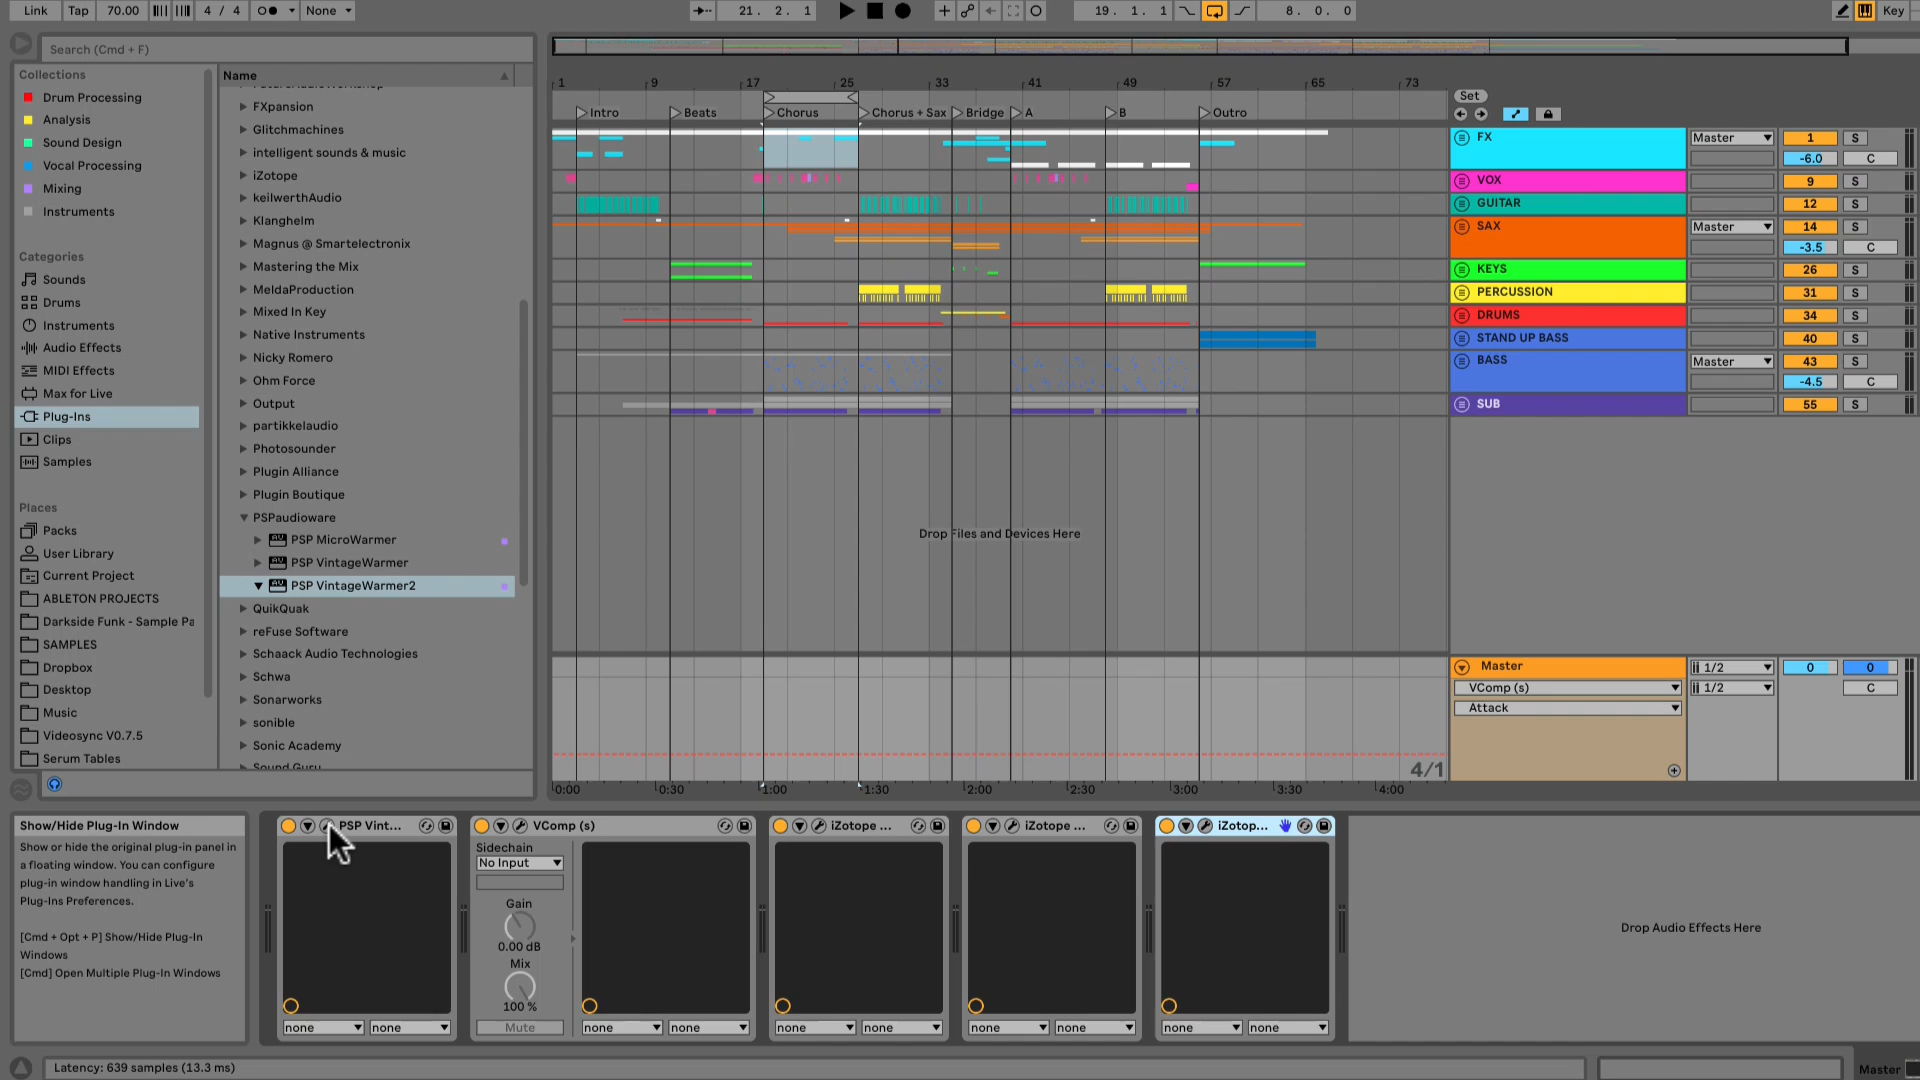 Link Tap 70.00 4 / 4 None 21. 2. 1 19. 1. 1 8. 0. 0 Key
Search (Cmd + F)
Collections
Drum Processing
Analysis
Sound Design
Vocal Processing
Mixing
Instruments
Categories
Sounds
Drums
Instruments
Audio Effects
MIDI Effects
Max for Live
Plug-Ins
Clips
Samples
Places
Packs
User Library
Current Project
ABLETON PROJECTS
Darkside Funk - Sample Pa
SAMPLES
Dropbox
Desktop
Music
Videosync V0.7.5
Serum Tables
Name
FXpansion
Glitchmachines
intelligent sounds & music
iZotope
keilwerthAudio
Klanghelm
Magnus @ Smartelectronix
Mastering the Mix
MeldaProduction
Mixed In Key
Native Instruments
Nicky Romero
Ohm Force
Output
partikkelaudio
Photosounder
Plugin Alliance
Plugin Boutique
PSPaudioware
PSP MicroWarmer
PSP VintageWarmer
PSP VintageWarmer2
QuikQuak
reFuse Software
Schaack Audio Technologies
Schwa
Sonarworks
sonible
Sonic Academy
Sound Guru
1 9 17 25 33 41 49 57 65 73
Intro Beats Chorus Chorus + Sax Bridge A B Outro
Set
FX Master 1 S
-6.0 C
VOX 9 S
GUITAR 12 S
SAX Master 14 S
-3.5 C
KEYS 26 S
PERCUSSION 31 S
DRUMS 34 S
STAND UP BASS 40 S
BASS Master 43 S
-4.5 C
SUB 55 S
Drop Files and Devices Here
Master 1/2 0 0
VComp (s) 1/2 C
Attack
4/1
0:00 0:30 1:00 1:30 2:00 2:30 3:00 3:30 4:00
Show/Hide Plug-In Window
Show or hide the original plug-in panel in
a floating window. You can configure
plug-in window handling in Live's
Plug-Ins Preferences.
[Cmd + Opt + P] Show/Hide Plug-In
Windows
[Cmd] Open Multiple Plug-In Windows
PSP Vint...
none none
VComp (s)
Sidechain
No Input
Gain
0.00 dB
Mix
100 %
Mute
none none
iZotope ...
none none
iZotope ...
none none
iZotop...
none none
Drop Audio Effects Here
Latency: 639 samples (13.3 ms)
Master